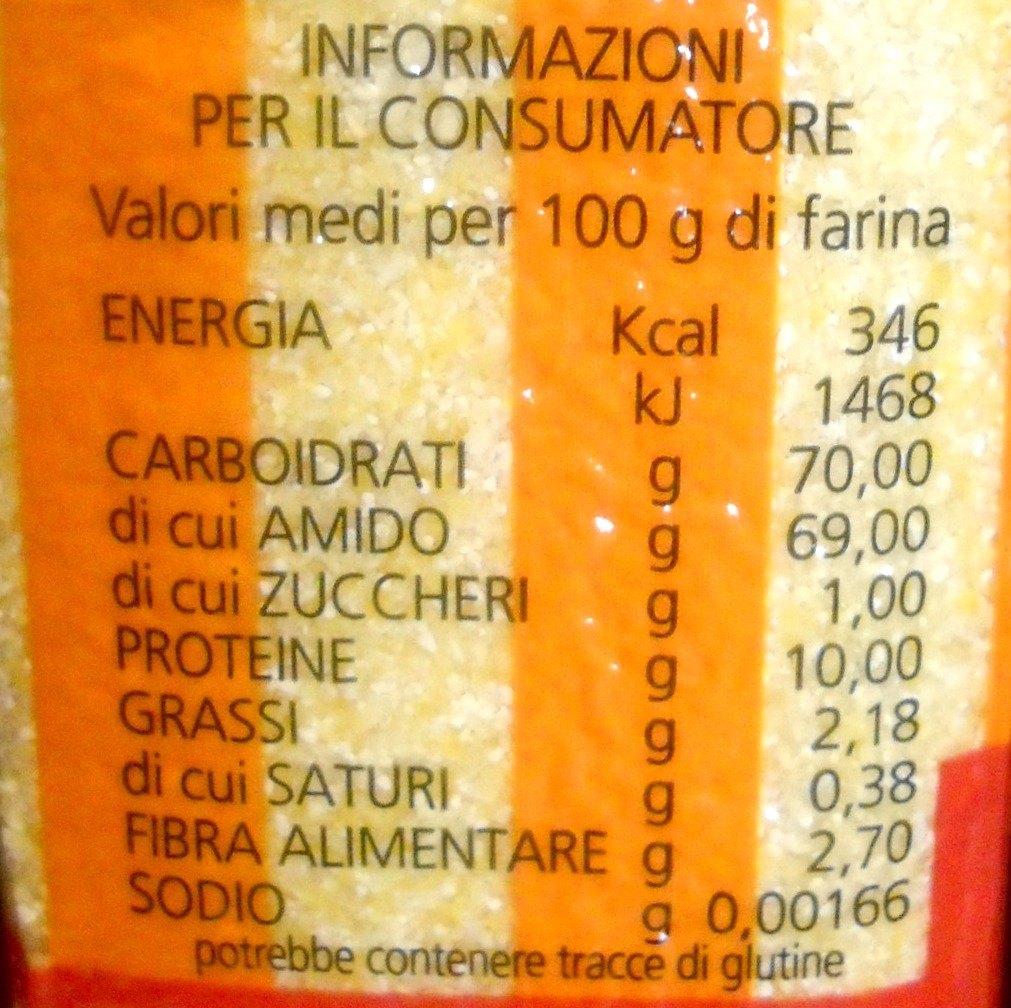 INFORMAZIONI
PER IL CONSUMATORE
Valori medi per 100 g di farina
ENERGIA Kcal 346
kJ 1468
CARBOIDRATI g 70,00
di cui AMIDO g 69,00
di cui ZUCCHERI g 1,00
PROTEINE g 10,00
GRASSI g 2,18
di cui SATURI g 0,38
FIBRA ALIMENTARE g 2,70
SODIO g 0,00166
potrebbe contenere tracce di glutine